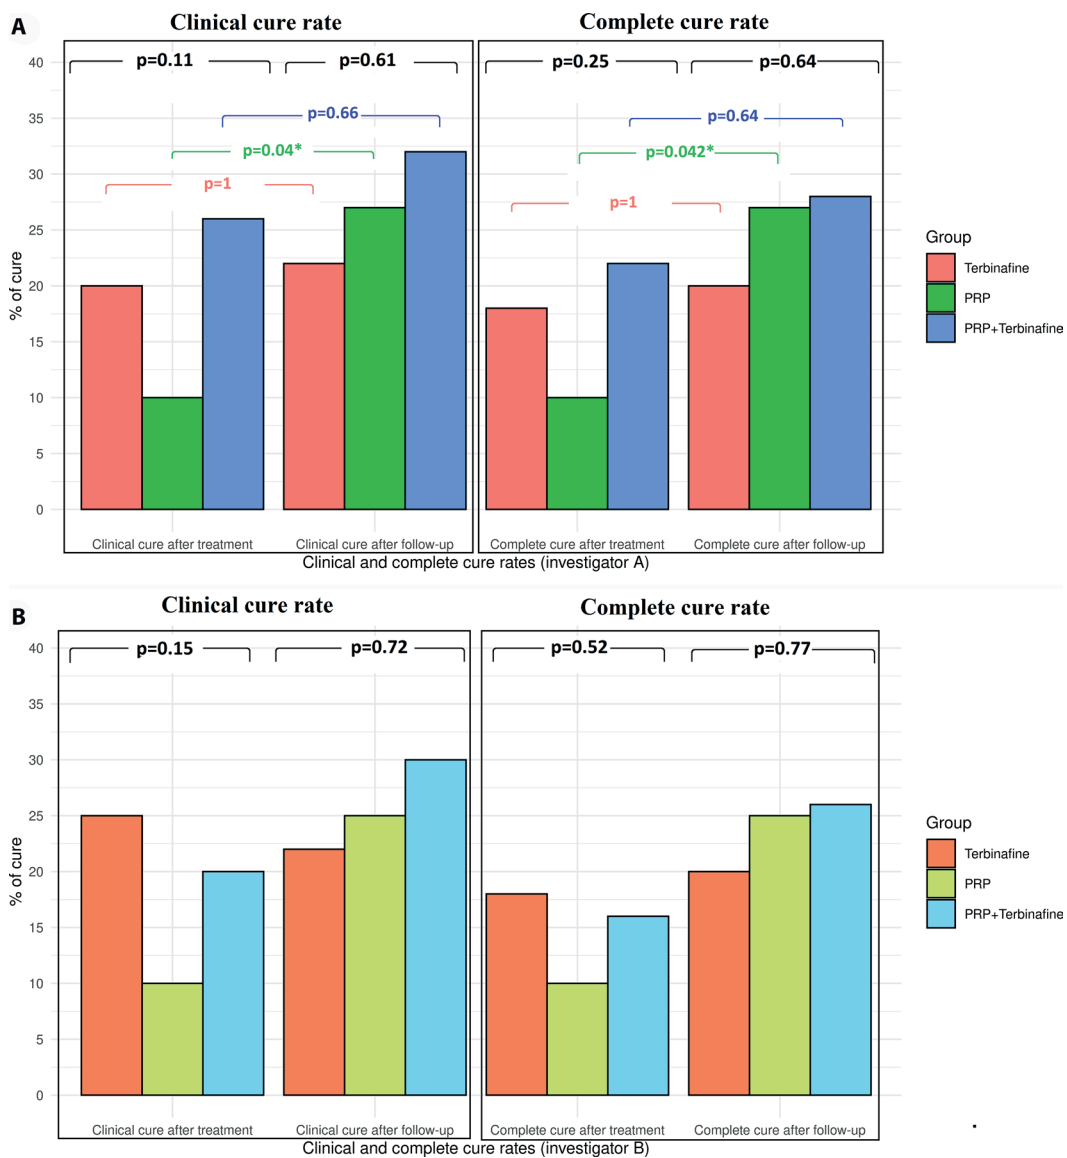 A
Clinical cure rate
Complete cure rate
40
35
30
25
20
15
10
5
0
% of cure
p=0.11
p=0.61
p=0.25
p=0.64
p=0.66
p=0.64
p=0.04*
p=0.042*
p=1
p=1
Group
Terbinafine
PRP
PRP+Terbinafine
Clinical cure after treatment
Clinical cure after follow-up
Complete cure after treatment
Complete cure after follow-up
Clinical and complete cure rates (investigator A)
B
Clinical cure rate
Complete cure rate
40
35
30
25
20
15
10
5
0
% of cure
p=0.15
p=0.72
p=0.52
p=0.77
Group
Terbinafine
PRP
PRP+Terbinafine
Clinical cure after treatment
Clinical cure after follow-up
Complete cure after treatment
Complete cure after follow-up
Clinical and complete cure rates (investigator B)
.